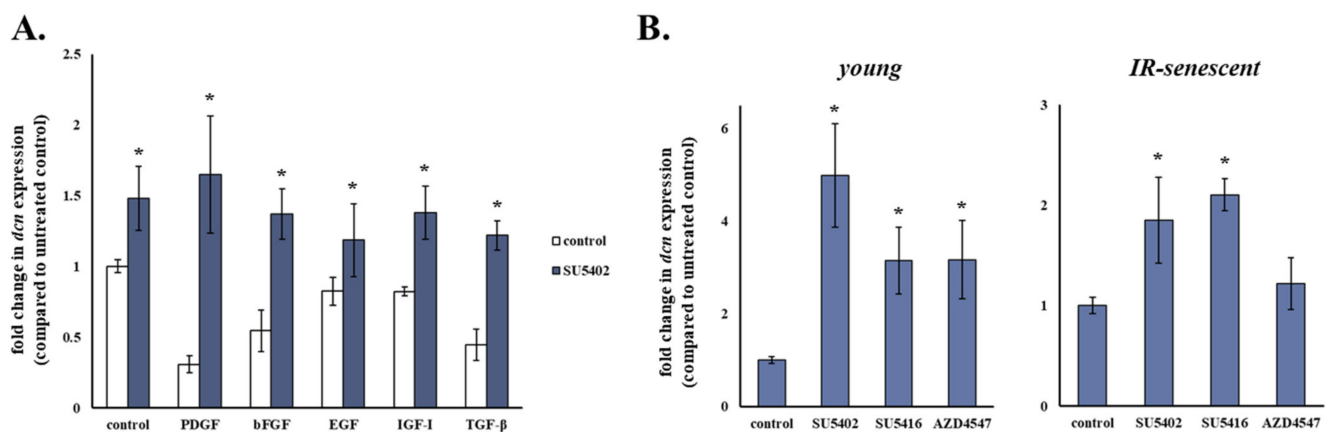 A.
fold change in dcn expression
(compared to untreated control)
2.5
2
1.5
1
0.5
0
* * * * * *
control PDGF bFGF EGF IGF-I TGF-β
control
SU5402
B.
young
fold change in dcn expression
(compared to untreated control)
6
4
2
0
* * *
control SU5402 SU5416 AZD4547
IR-senescent
3
2
1
0
* *
control SU5402 SU5416 AZD4547